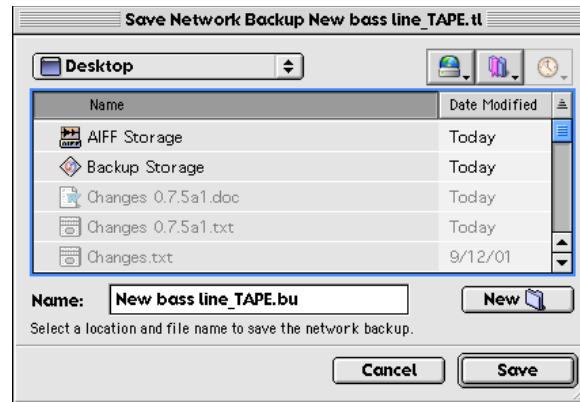 Save Network Backup New bass line_TAPE.tl
Desktop
Name Date Modified
AIFF Storage Today
Backup Storage Today
Changes 0.7.5a1.doc Today
Changes 0.7.5a1.txt Today
Changes.txt 9/12/01
Name: New bass line_TAPE.bu New
Select a location and file name to save the network backup.
Cancel Save